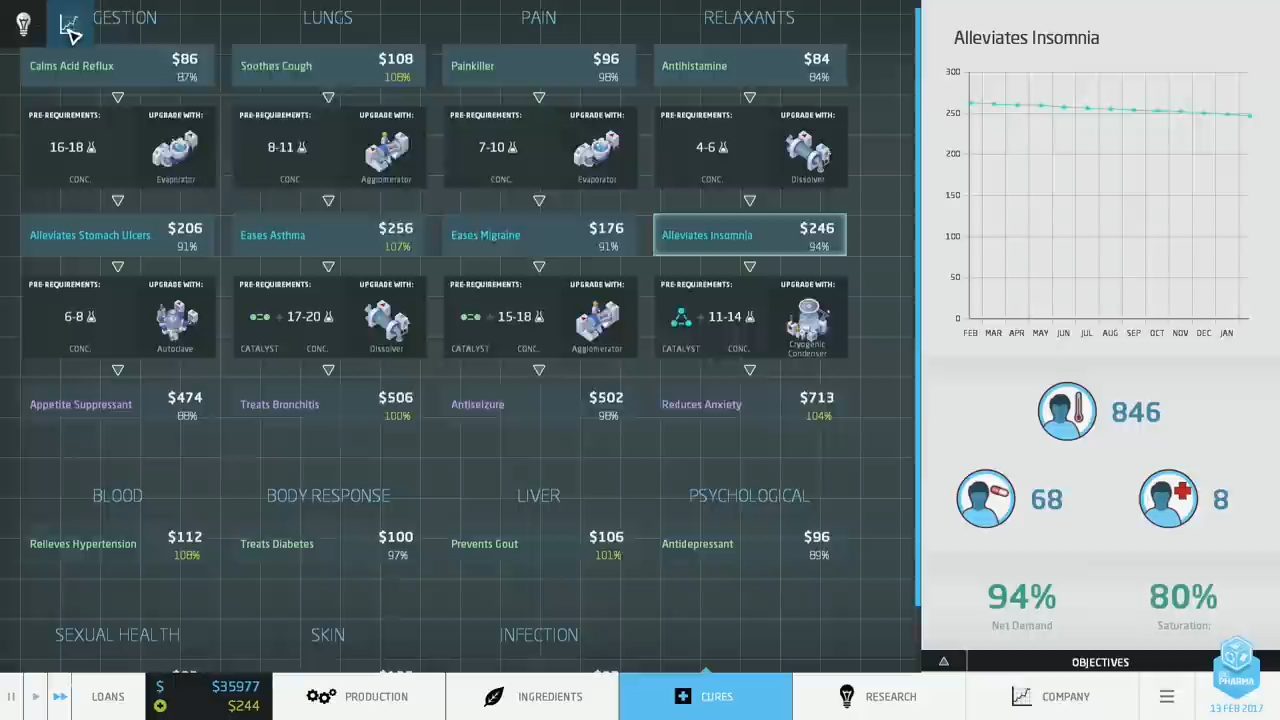 GESTION LUNGS PAIN RELAXANTS
Calms Acid Reflux $86 87% Soothes Cough $108 108% Painkiller $96 98% Antihistamine $84 84%
PRE-REQUIREMENTS: UPGRADE WITH: PRE-REQUIREMENTS: UPGRADE WITH: PRE-REQUIREMENTS: UPGRADE WITH: PRE-REQUIREMENTS: UPGRADE WITH:
16-18 8-11 7-10 4-6
CONC. Evaporator CONC Agglomerator CONC. Evaporator CONC. Dissolver
Alleviates Stomach Ulcers $206 91% Eases Asthma $256 107% Eases Migraine $176 91% Alleviates Insomnia $246 94%
PRE-REQUIREMENTS: UPGRADE WITH: PRE-REQUIREMENTS: UPGRADE WITH: PRE-REQUIREMENTS: UPGRADE WITH: PRE-REQUIREMENTS: UPGRADE WITH:
6-8 + 17-20 + 15-18 + 11-14
CONC. Autoclave CATALYST CONC. Dissolver CATALYST CONC. Agglomerator CATALYST CONC. Cryogenic Condenser
Appetite Suppressant $474 88% Treats Bronchitis $506 100% Antiseizure $502 98% Reduces Anxiety $713 104%
BLOOD BODY RESPONSE LIVER PSYCHOLOGICAL
Relieves Hypertension $112 108% Treats Diabetes $100 97% Prevents Gout $106 101% Antidepressant $96 89%
SEXUAL HEALTH SKIN INFECTION
Alleviates Insomnia
300
250
200
150
100
50
0
FEB MAR APR MAY JUN JUL AUG SEP OCT NOV DEC JAN
846
68 8
94% 80%
Net Demand Saturation:
OBJECTIVES
LOANS $ $35977 $244 PRODUCTION INGREDIENTS CURES RESEARCH COMPANY
PHARMA
13 FEB 2017